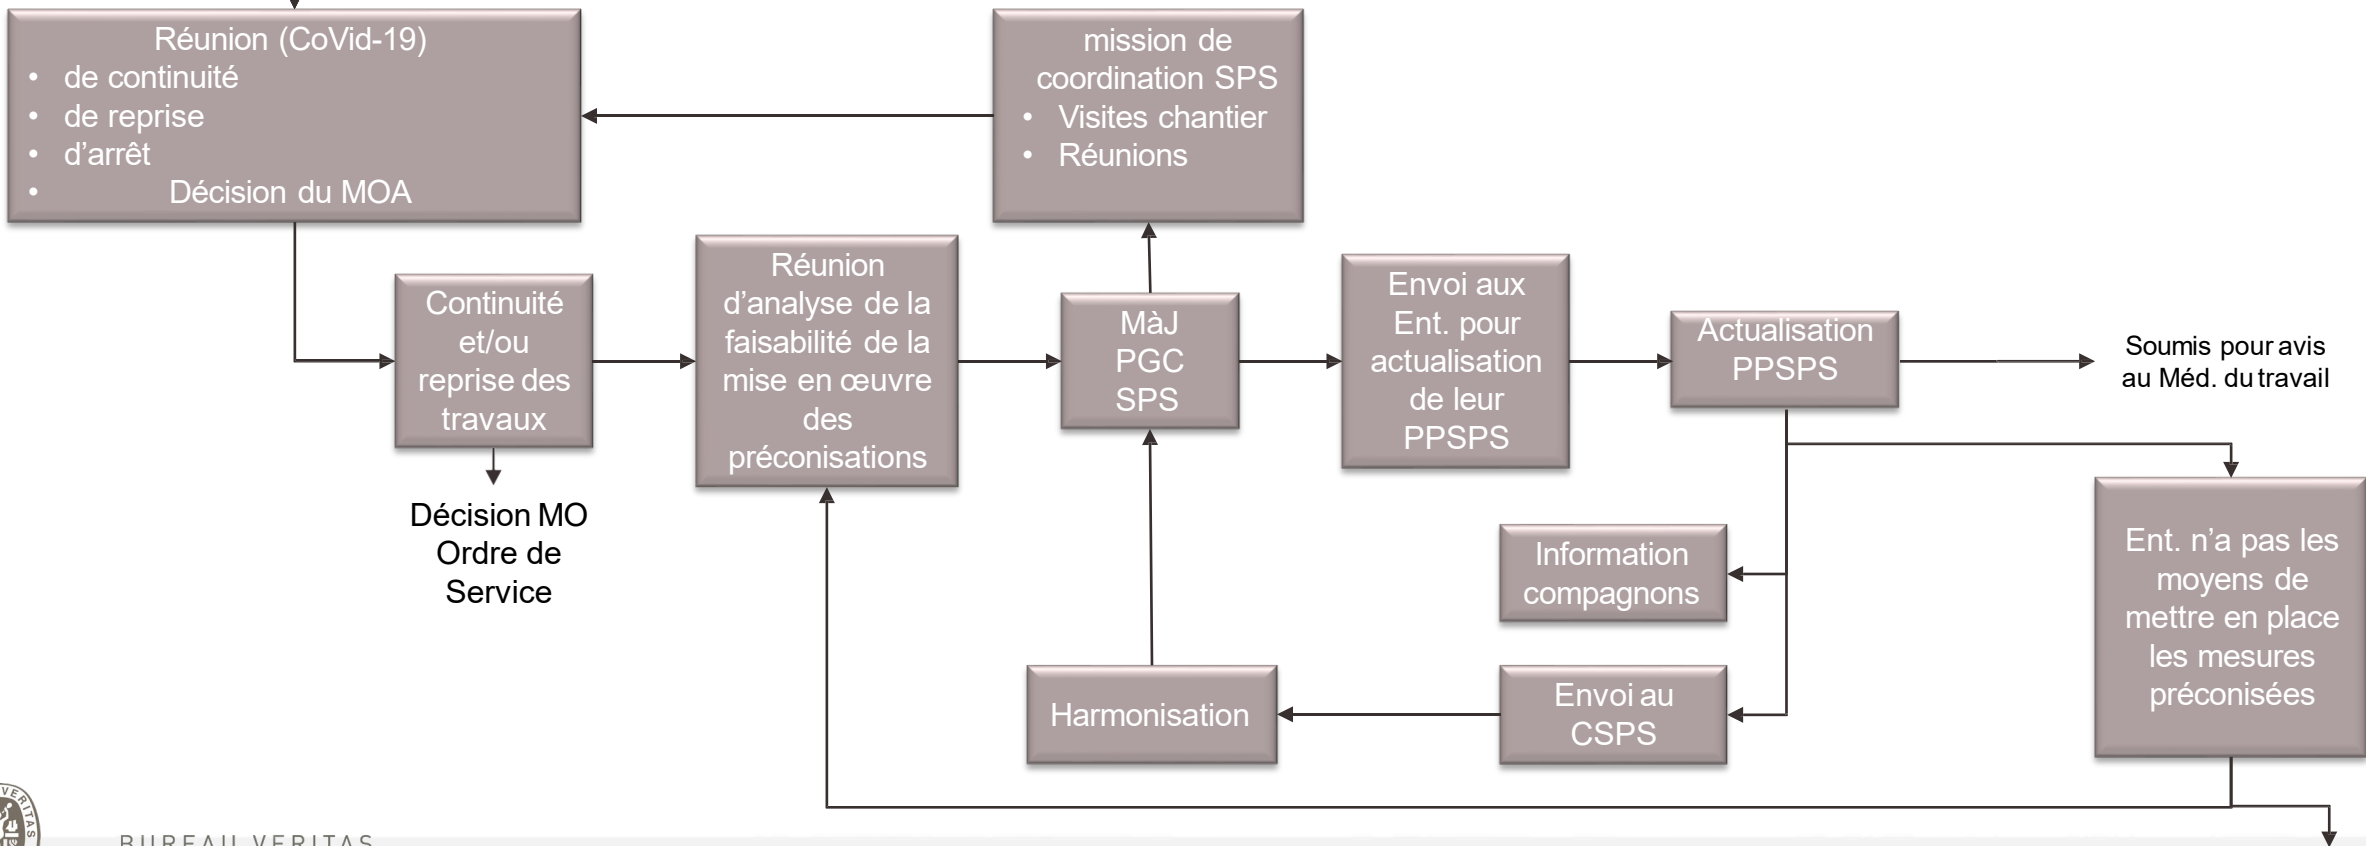 Réunion (CoVid-19)
• de continuité
• de reprise
• d’arrêt
• Décision du MOA
mission de
coordination SPS
• Visites chantier
• Réunions
Continuité
et/ou
reprise des
travaux
Décision MO
Ordre de
Service
Réunion
d’analyse de la
faisabilité de la
mise en œuvre
des
préconisations
MàJ
PGC
SPS
Envoi aux
Ent. pour
actualisation
de leur
PPSPS
Actualisation
PPSPS
Soumis pour avis
au Méd. du travail
Information
compagnons
Envoi au
CSPS
Harmonisation
Ent. n’a pas les
moyens de
mettre en place
les mesures
préconisées
VERITAS
BUREAU VERITAS